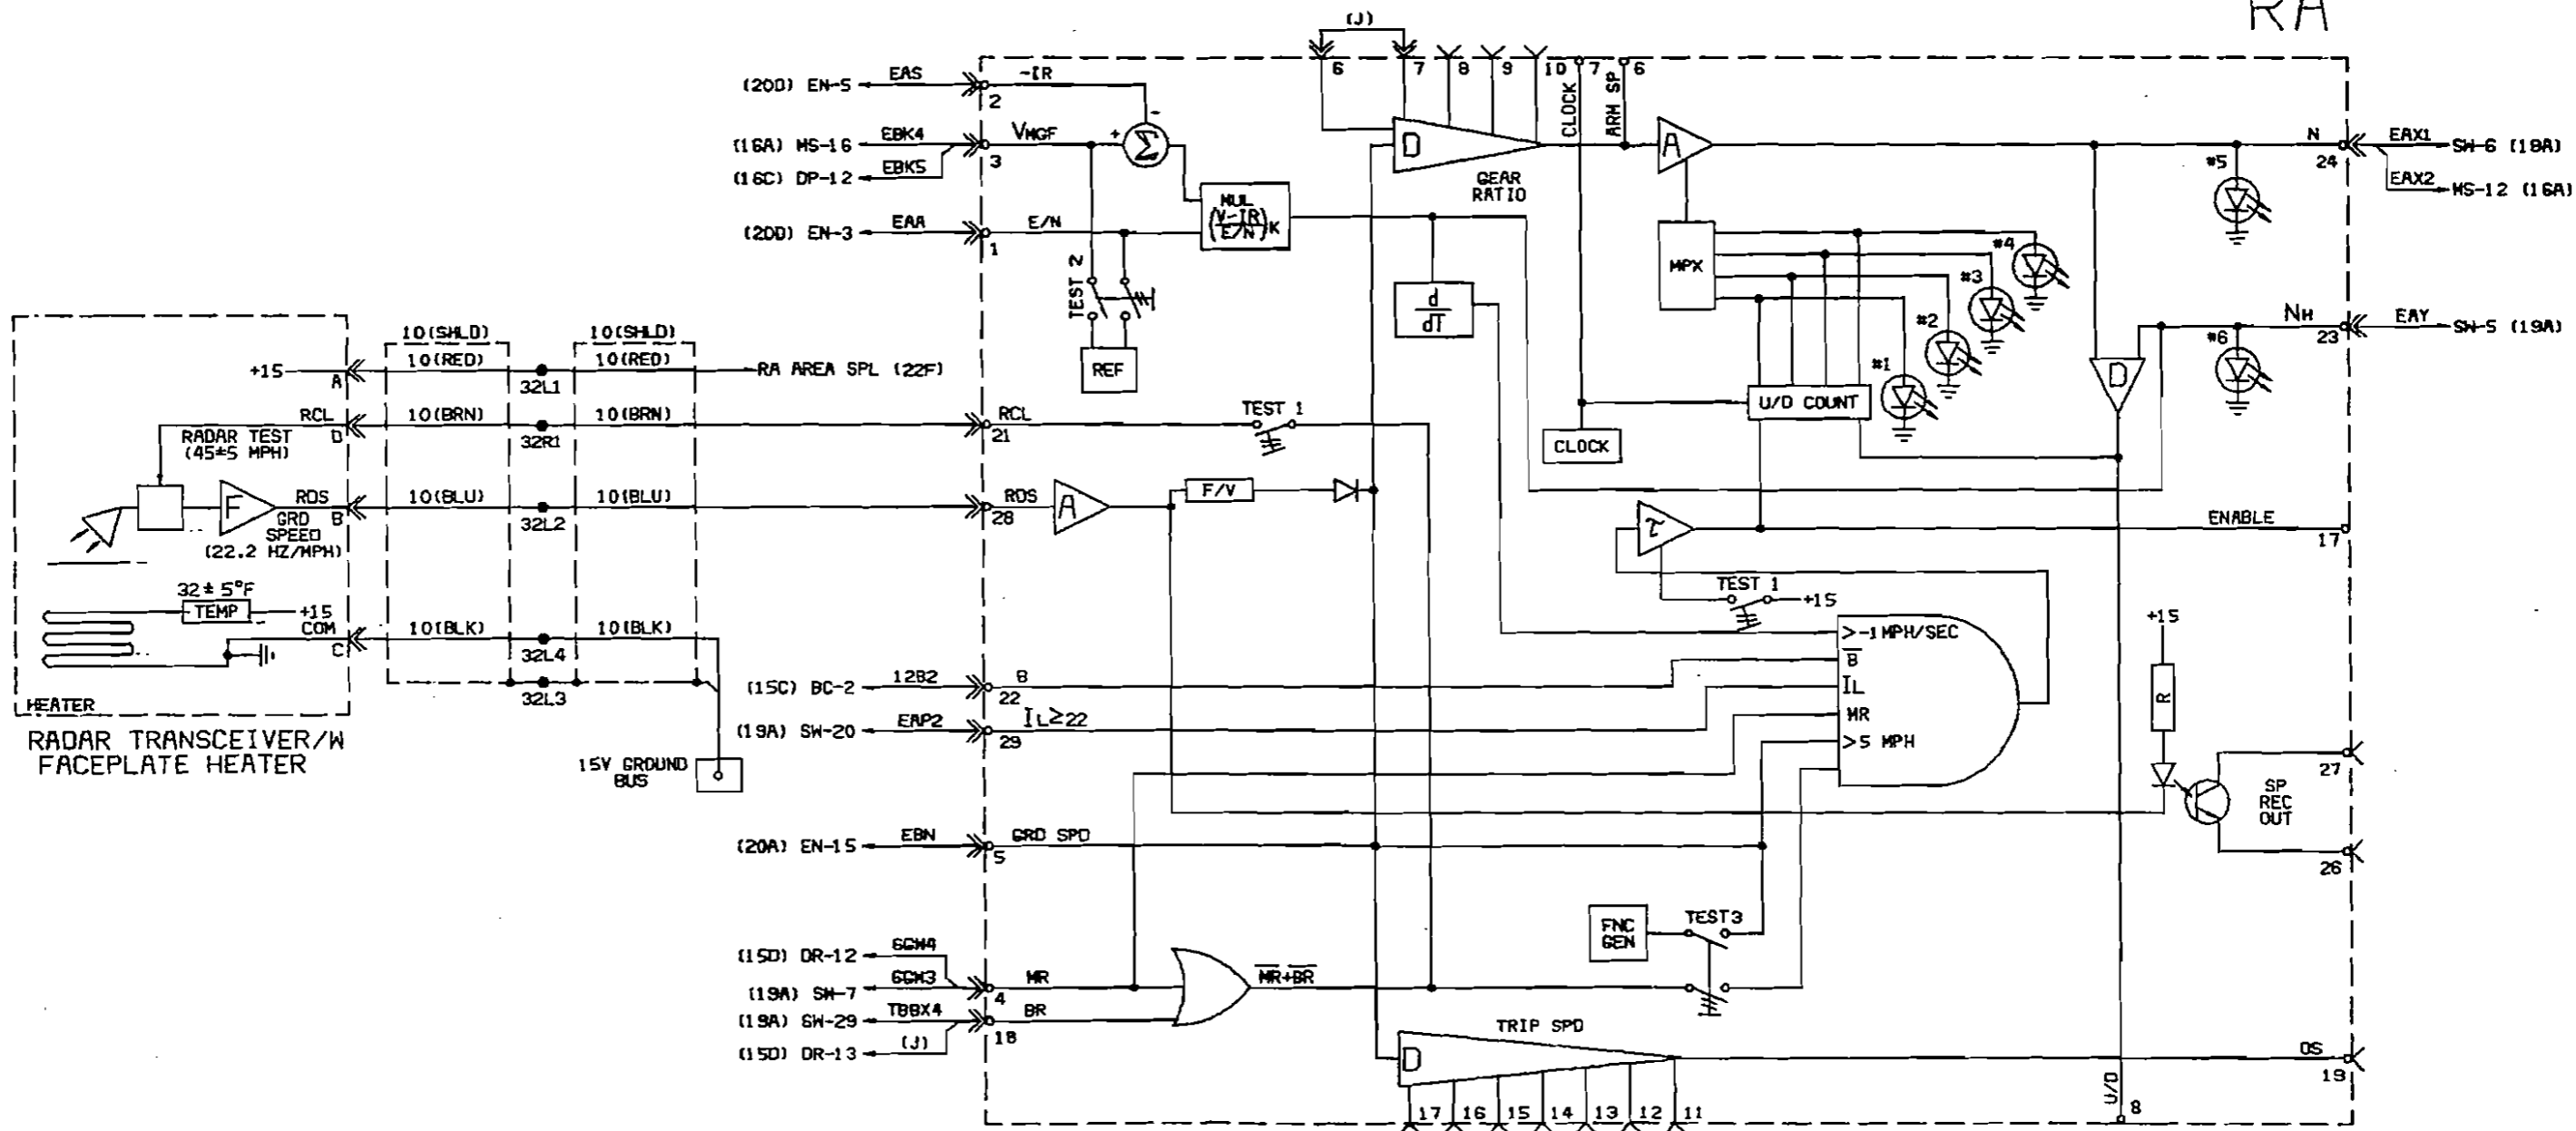 RA
(J)
6 7 8 9 10 7 6
CLOCK
ARM SP
(20D) EN-5 EAS 2 -IR
(16A) MS-16 EBK4 3 VMGF + - Σ
(16C) DP-12 EBK5
(20D) EN-3 EAA 1 E/N
MUL
(V-IR)K
E/N
D
GEAR
RATIO
A
N 24 EAX1 SW-6 (19A)
EAX2 MS-12 (16A)
#5
MPX
#4
#3
#2
#1
TEST 2
REF
d
dT
U/D COUNT
CLOCK
D
NH 23 EAY SW-5 (19A)
#6
10(SHLD) 10(SHLD)
+15 A 10(RED) 32L1 10(RED) RA AREA SPL (22F)
RCL D 10(BRN) 32R1 10(BRN) RCL 21 TEST 1
RADAR TEST
(45±5 MPH)
F RDS B 10(BLU) 32L2 10(BLU) RDS 28 A F/V
GRD
SPEED
(22.2 HZ/MPH)
32± 5°F
TEMP +15
COM C 10(BLK) 32L4 10(BLK)
32L3
HEATER
RADAR TRANSCEIVER/W
FACEPLATE HEATER
15V GROUND
BUS
τ
ENABLE 17
TEST 1 +15
>-1MPH/SEC
B
IL
MR
>5 MPH
(15C) BC-2 12B2 22 B
(19A) SW-20 EAP2 29 IL≥22
+15
R
27
SP
REC
OUT
26
(20A) EN-15 EBN 5 GRD SPD
FNC
GEN
TEST3
(15D) DR-12 6GW4
(19A) SW-7 6GW3 4 MR
(19A) SW-29 TBBX4 18 BR
(15D) DR-13 (J)
MR+BR
TRIP SPD
D
OS 19
U/D 8
17 16 15 14 13 12 11